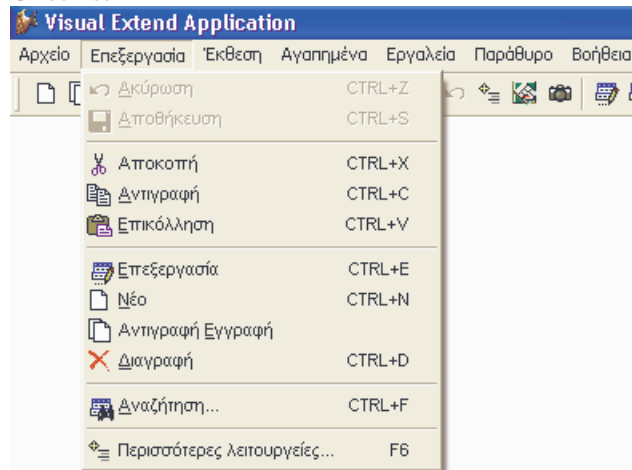 Visual Extend Application
Αρχείο Επεξεργασία Έκθεση Αγαπημένα Εργαλεία Παράθυρο Βοήθεια
Ακύρωση CTRL+Z
Αποθήκευση CTRL+S
Αποκοπή CTRL+X
Αντιγραφή CTRL+C
Επικόλληση CTRL+V
Επεξεργασία CTRL+E
Νέο CTRL+N
Αντιγραφή Εγγραφή
Διαγραφή CTRL+D
Αναζήτηση... CTRL+F
Περισσότερες λειτουργείες... F6